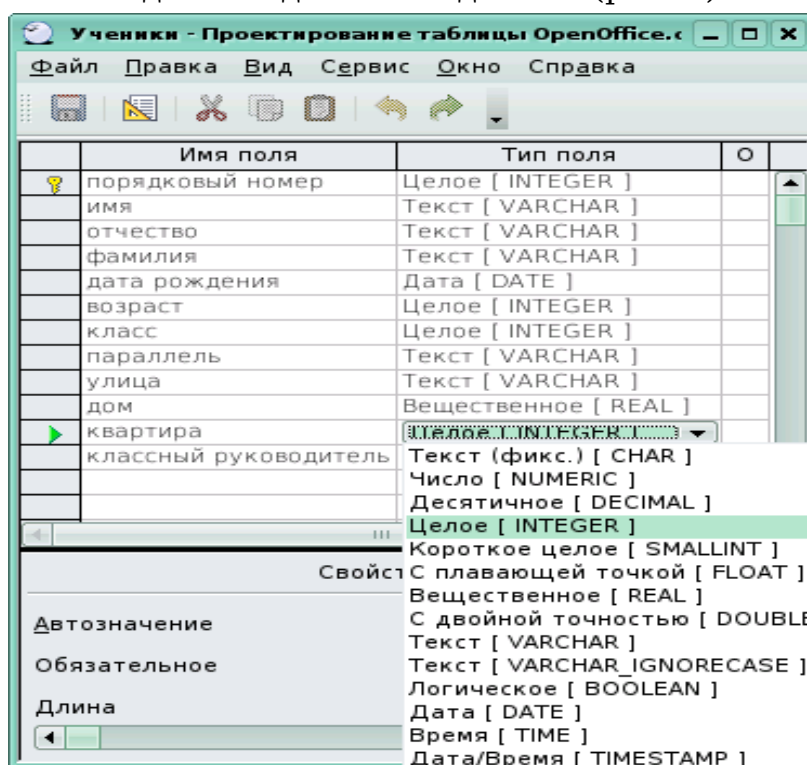 Ученики - Проектирование таблицы OpenOffice.c
Файл Правка Вид Сервис Окно Справка
Имя поля Тип поля О
порядковый номер Целое [ INTEGER ]
имя Текст [ VARCHAR ]
отчество Текст [ VARCHAR ]
фамилия Текст [ VARCHAR ]
дата рождения Дата [ DATE ]
возраст Целое [ INTEGER ]
класс Целое [ INTEGER ]
параллель Текст [ VARCHAR ]
улица Текст [ VARCHAR ]
дом Вещественное [ REAL ]
квартира Целое [ INTEGER ]
классный руководитель
Текст (фикс.) [ CHAR ]
Число [ NUMERIC ]
Десятичное [ DECIMAL ]
Целое [ INTEGER ]
Короткое целое [ SMALLINT ]
С плавающей точкой [ FLOAT ]
Вещественное [ REAL ]
С двойной точностью [ DOUBLE
Текст [ VARCHAR ]
Текст [ VARCHAR_IGNORECASE ]
Логическое [ BOOLEAN ]
Дата [ DATE ]
Время [ TIME ]
Дата/Время [ TIMESTAMP ]
Свойст
Автозначение
Обязательное
Длина